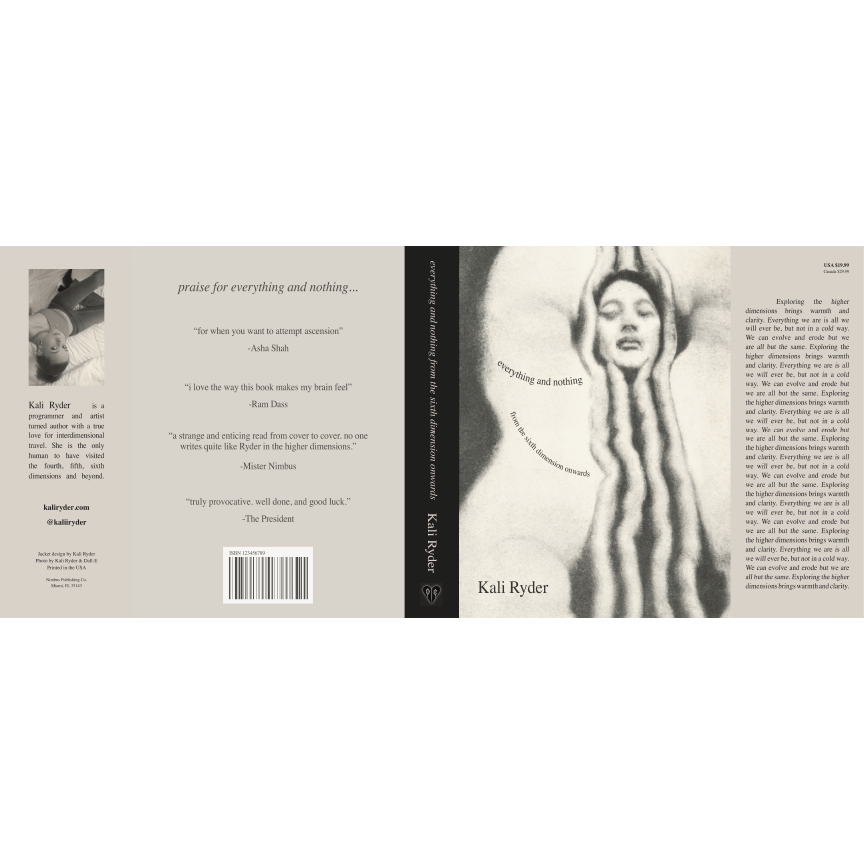 Kali Ryder is a
programmer and artist
turned author with a true
love for interdimensional
travel. She is the only
human to have visited
the fourth, fifth, sixth
dimensions and beyond.
kaliryder.com
@kaliiryder
Jacket design by Kali Ryder
Photo by Kali Ryder & Dall-E
Printed in the USA
Nimbus Publishing Co.
Miami, FL 33143
praise for everything and nothing...
“for when you want to attempt ascension”
-Asha Shah
“i love the way this book makes my brain feel”
-Ram Dass
“a strange and enticing read from cover to cover. no one
writes quite like Ryder in the higher dimensions.”
-Mister Nimbus
“truly provocative. well done, and good luck.”
-The President
ISBN 123456789
everything and nothing from the sixth dimension onwards Kali Ryder
everything and nothing
from the sixth dimension onwards
Kali Ryder
USA $19.99
Canada $29.99
Exploring the higher
dimensions brings warmth and
clarity. Everything we are is all we
will ever be, but not in a cold way.
We can evolve and erode but we
are all but the same. Exploring the
higher dimensions brings warmth
and clarity. Everything we are is all
we will ever be, but not in a cold
way. We can evolve and erode but
we are all but the same. Exploring
the higher dimensions brings warmth
and clarity. Everything we are is all
we will ever be, but not in a cold
way. We can evolve and erode but
we are all but the same. Exploring
the higher dimensions brings warmth
and clarity. Everything we are is all
we will ever be, but not in a cold
way. We can evolve and erode but
we are all but the same. Exploring
the higher dimensions brings warmth
and clarity. Everything we are is all
we will ever be, but not in a cold
way. We can evolve and erode but
we are all but the same. Exploring
the higher dimensions brings warmth
and clarity. Everything we are is all
we will ever be, but not in a cold way.
We can evolve and erode but we are
all but the same. Exploring the higher
dimensions brings warmth and clarity.